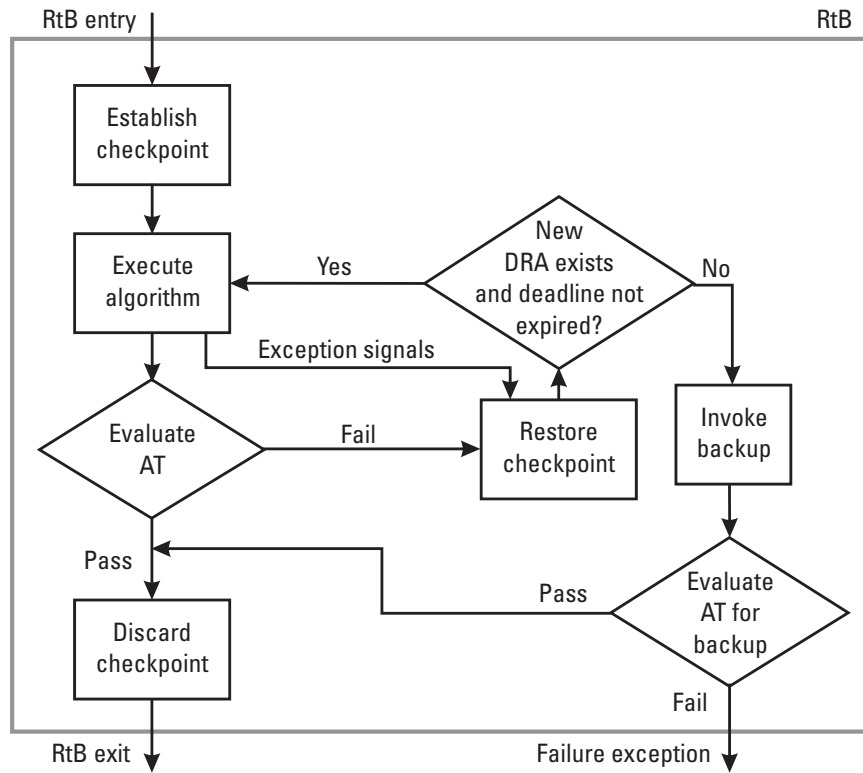 RtB entry
RtB
Establish
checkpoint
New
DRA exists
and deadline not
expired?
Execute
algorithm
Yes
No
Exception signals
Evaluate
AT
Fail
Restore
checkpoint
Invoke
backup
Pass
Pass
Evaluate
AT for
backup
Discard
checkpoint
Fail
RtB exit
Failure exception